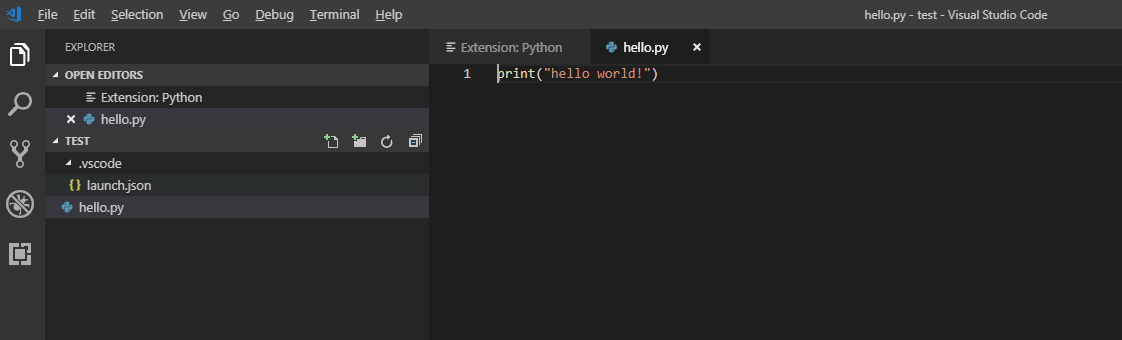 File Edit Selection View Go Debug Terminal Help hello.py - test - Visual Studio Code
EXPLORER
OPEN EDITORS
Extension: Python
hello.py
TEST
.vscode
{} launch.json
hello.py
Extension: Python hello.py
1 print("hello world!")